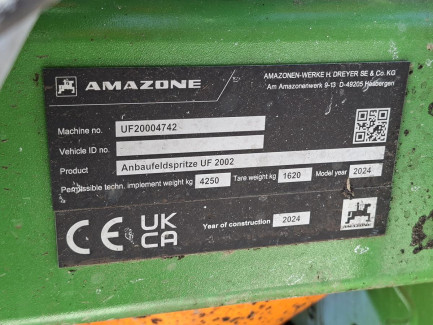 AMAZONE
AMAZONEN-WERKE H. DREYER SE & Co. KG
Am Amazonenwerk 9-13 D-49205 Hasbergen
Machine no. UF20004742
Vehicle ID no.
Product Anbaufeldspritze UF 2002
Permissible techn. implement weight kg 4250 Tare weight kg 1620 Model year 2024
CE UK CA Year of construction 2024 AMAZONE